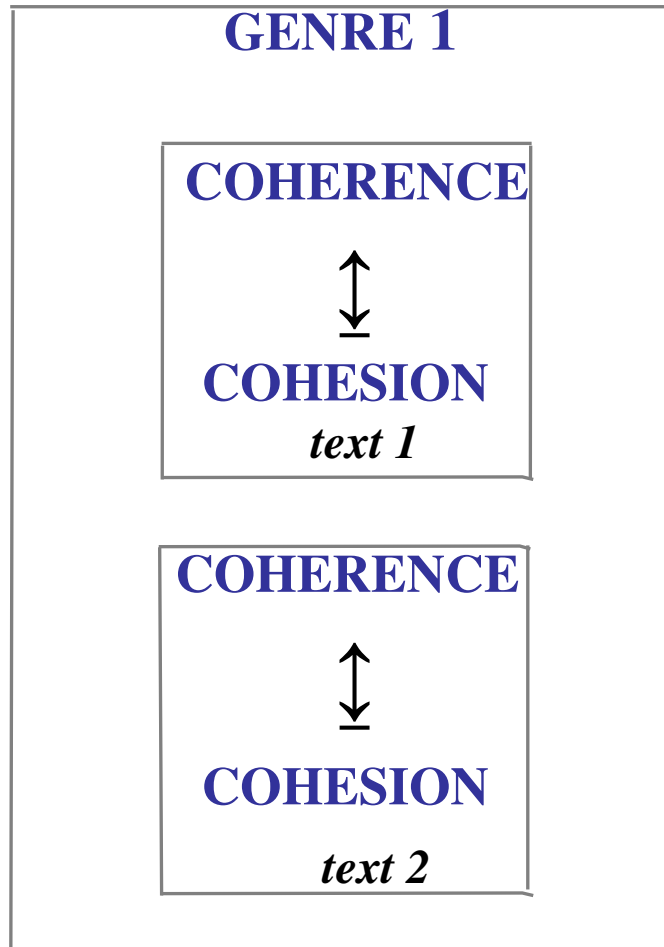 GENRE 1
COHERENCE
↨
COHESION
text 1
COHERENCE
↨
COHESION
text 2